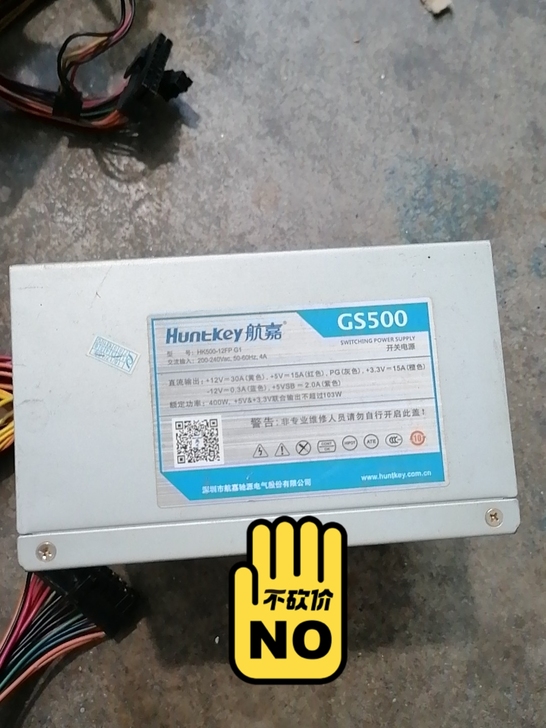 Huntkey 航嘉
GS500
SWITCHING POWER SUPPLY
开关电源
型 号: HK500-12FP G1
交流输入: 200-240Vac, 50-60Hz, 4A
直流输出: +12V⎓30A(黄色), +5V⎓15A(红色), PG(灰色), +3.3V⎓15A(橙色)
-12V⎓0.3A(蓝色), +5VSB⎓2.0A(紫色)
额定功率: 400W, +5V&+3.3V联合输出不超过103W
警告: 非专业维修人员请勿自行开启此盖!
10
深圳市航嘉驰源电气股份有限公司
www.huntkey.com.cn
不砍价
NO